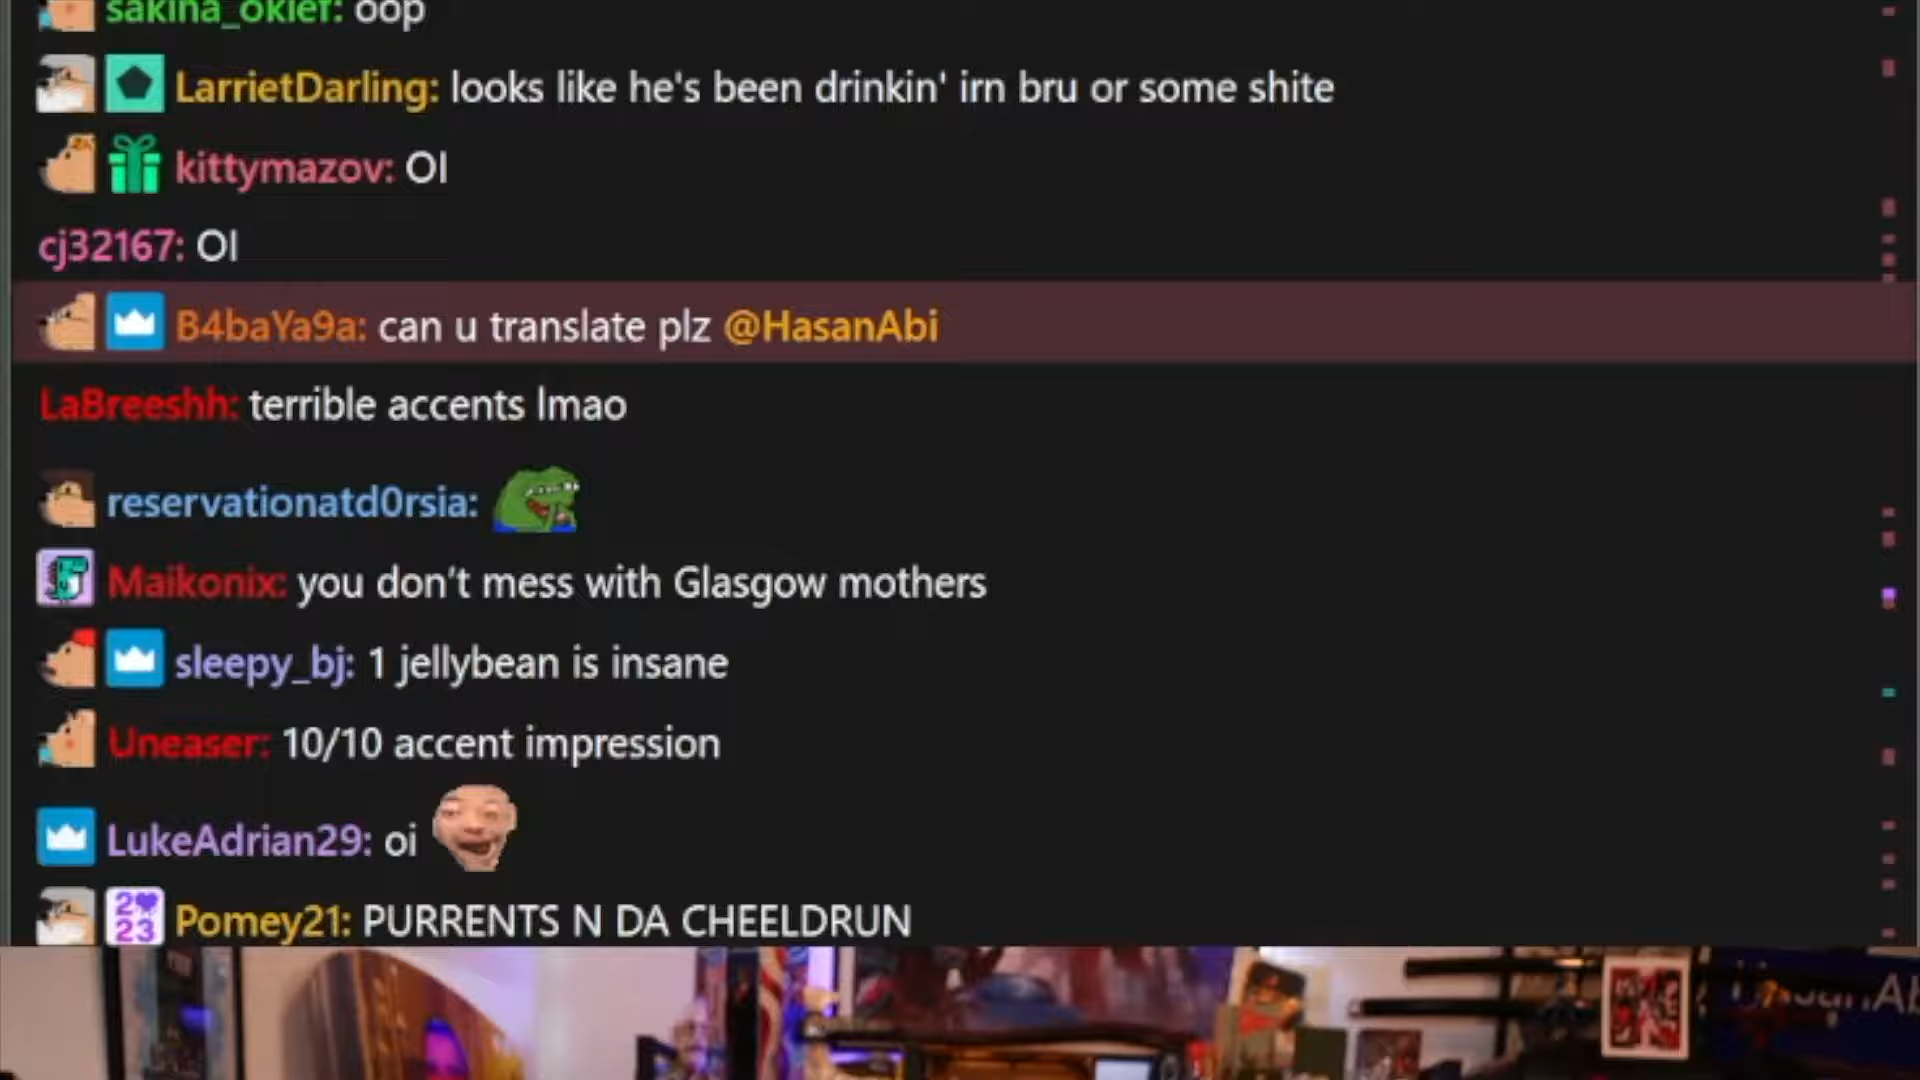 sakina_okief: oop
LarrietDarling: looks like he's been drinkin' irn bru or some shite
kittymazov: OI
cj32167: OI
B4baYa9a: can u translate plz @HasanAbi
LaBreeshh: terrible accents lmao
reservationatd0rsia:
Maikonix: you don't mess with Glasgow mothers
sleepy_bj: 1 jellybean is insane
Uneaser: 10/10 accent impression
LukeAdrian29: oi
2023 Pomey21: PURRENTS N DA CHEELDRUN